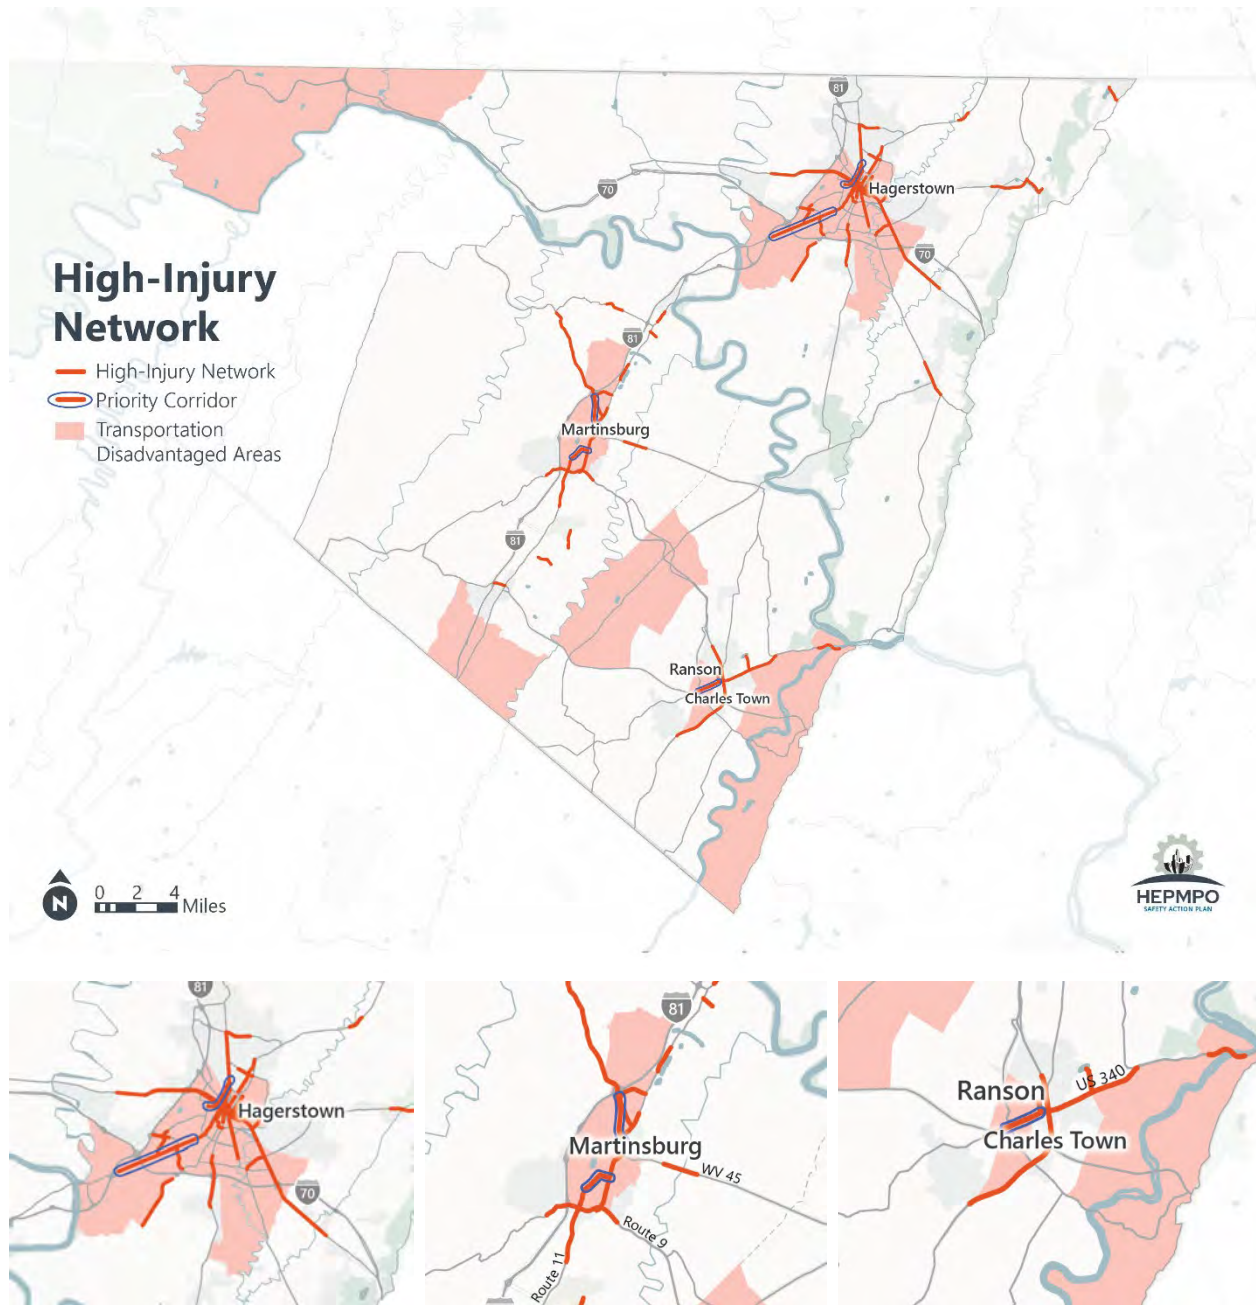 81
Hagerstown
70
70
High-Injury
Network
High-Injury Network
Priority Corridor
Transportation
Disadvantaged Areas
81
Martinsburg
81
Ranson
Charles Town
N
0 2 4
Miles
HEPMPO
SAFETY ACTION PLAN
81
Hagerstown
70
81
Martinsburg
WV 45
Route 9
Route 11
US 340
Ranson
Charles Town